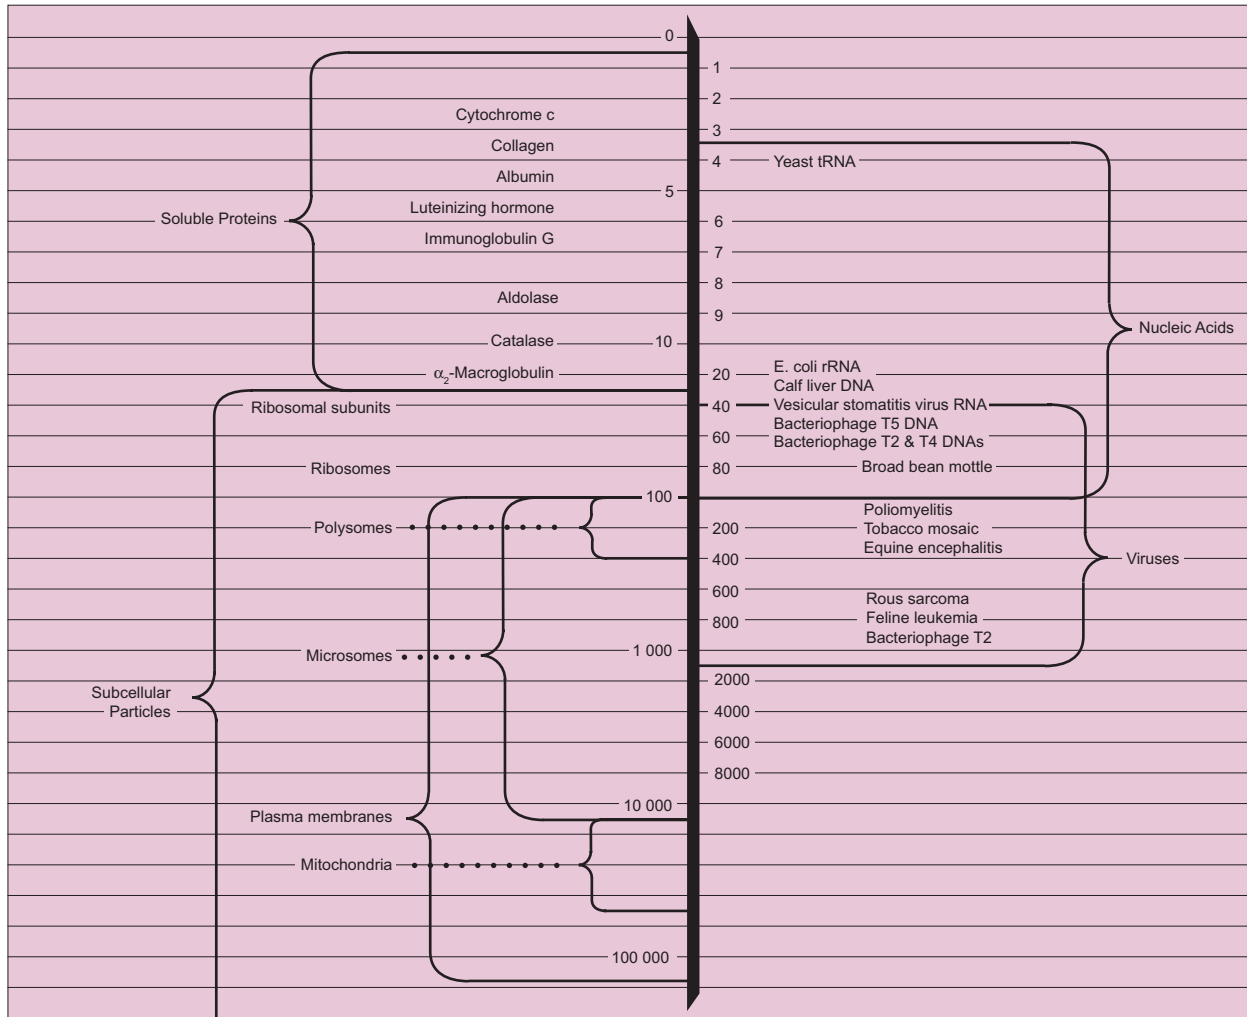 0
1
2
Cytochrome c
3
Collagen
4
Yeast tRNA
Albumin
5
Luteinizing hormone
Soluble Proteins
6
Immunoglobulin G
7
8
Aldolase
9
Nucleic Acids
Catalase
10
E. coli rRNA
α2-Macroglobulin
20
Calf liver DNA
Ribosomal subunits
40
Vesicular stomatitis virus RNA
Bacteriophage T5 DNA
60
Bacteriophage T2 & T4 DNAs
Ribosomes
80
Broad bean mottle
100
Poliomyelitis
Polysomes
200
Tobacco mosaic
Equine encephalitis
400
Viruses
600
Rous sarcoma
800
Feline leukemia
Bacteriophage T2
Microsomes
1 000
2000
Subcellular
Particles
4000
6000
8000
10 000
Plasma membranes
Mitochondria
100 000